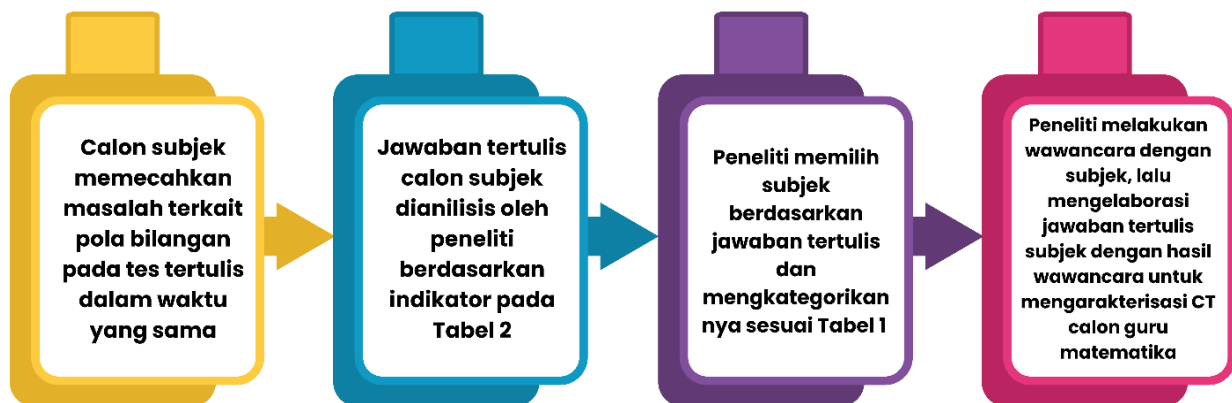 Calon subjek
memecahkan
masalah terkait
pola bilangan
pada tes tertulis
dalam waktu
yang sama
Jawaban tertulis
calon subjek
dianilisis oleh
peneliti
berdasarkan
indikator pada
Tabel 2
Peneliti memilih
subjek
berdasarkan
jawaban tertulis
dan
mengkategorikan
nya sesuai Tabel 1
Peneliti melakukan
wawancara dengan
subjek, lalu
mengelaborasi
jawaban tertulis
subjek dengan hasil
wawancara untuk
mengarakterisasi CT
calon guru
matematika